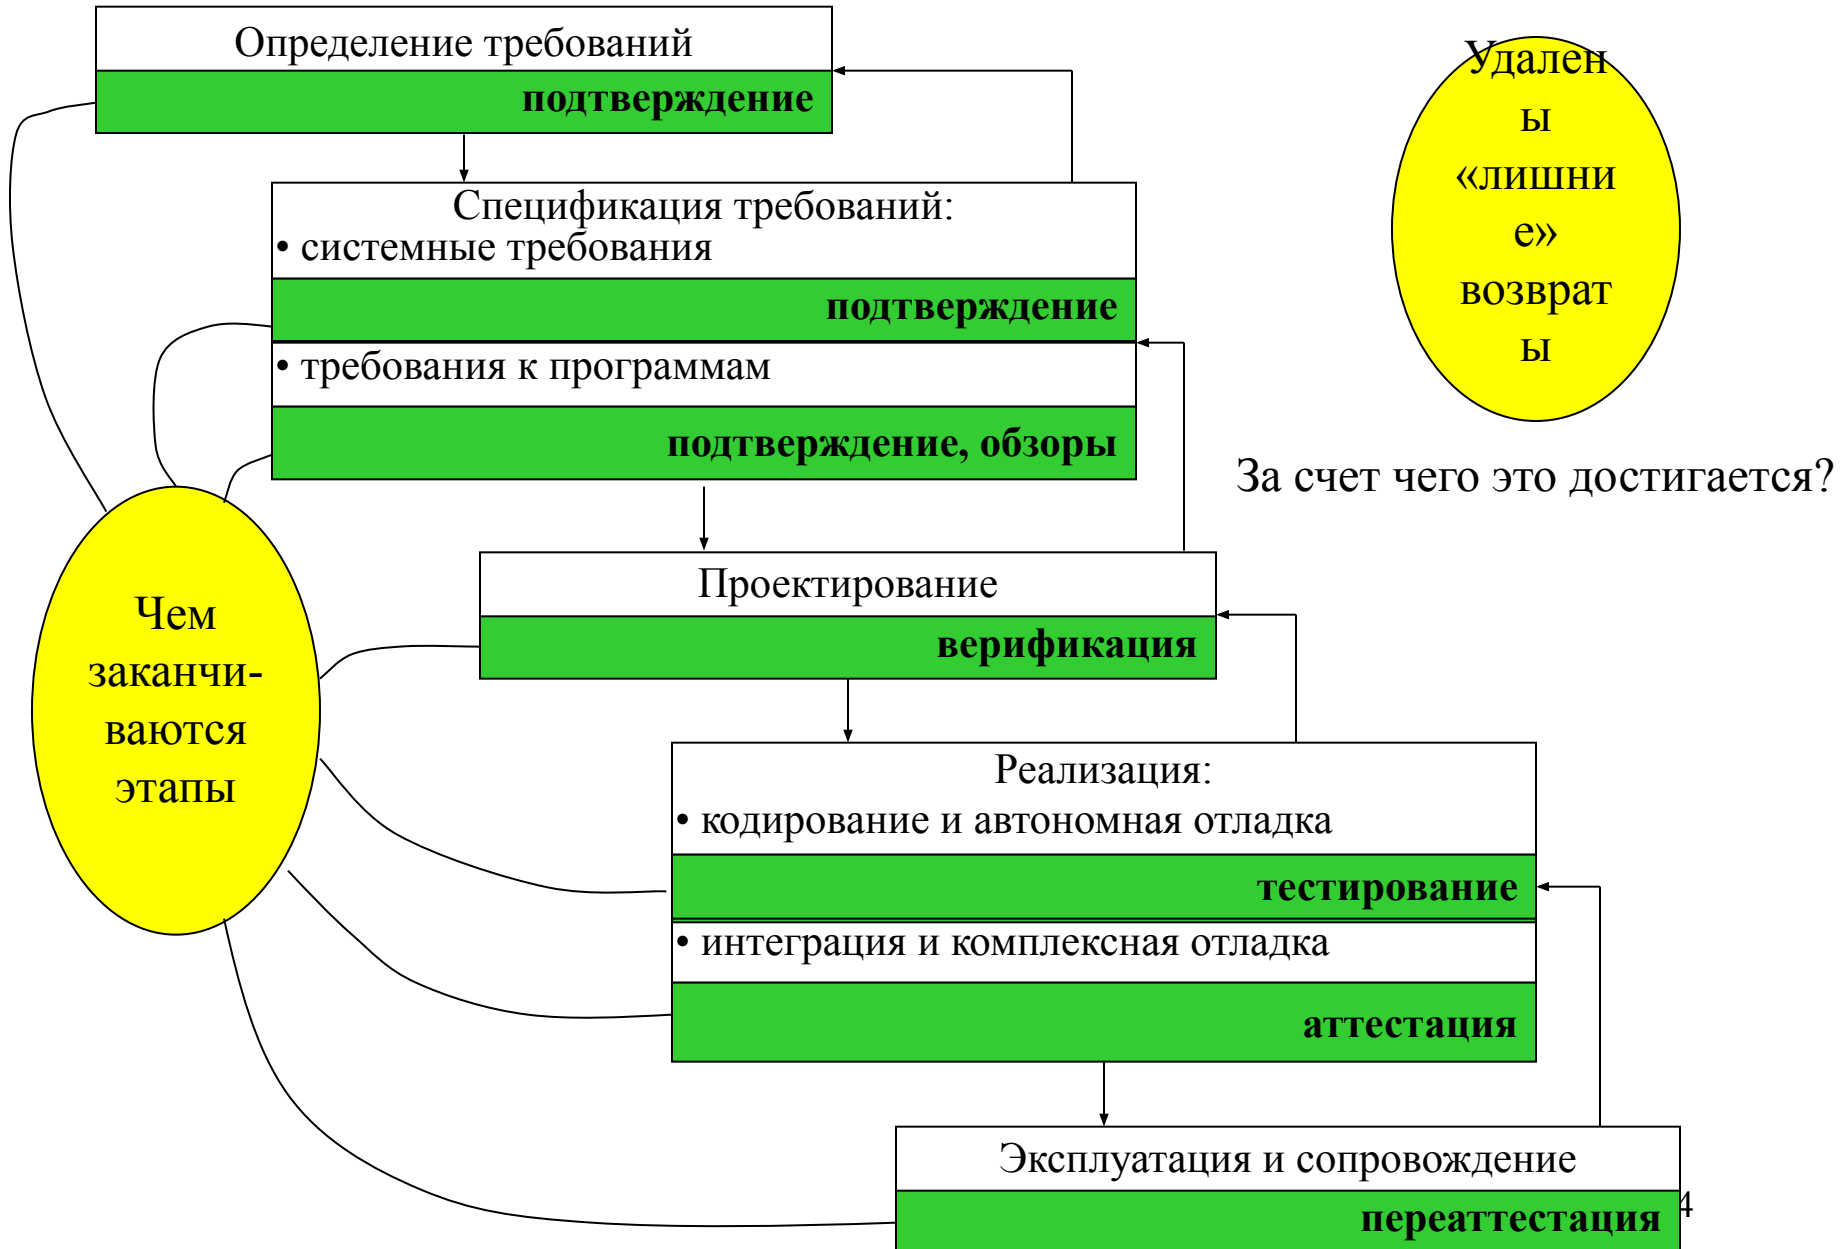 Определение требований
подтверждение
Удален
ы
«лишни
е»
возврат
ы
Спецификация требований:
• системные требования
подтверждение
• требования к программам
подтверждение, обзоры
За счет чего это достигается?
Чем
заканчи-
ваются
этапы
Проектирование
верификация
Реализация:
• кодирование и автономная отладка
тестирование
• интеграция и комплексная отладка
аттестация
Эксплуатация и сопровождение
переаттестация
4